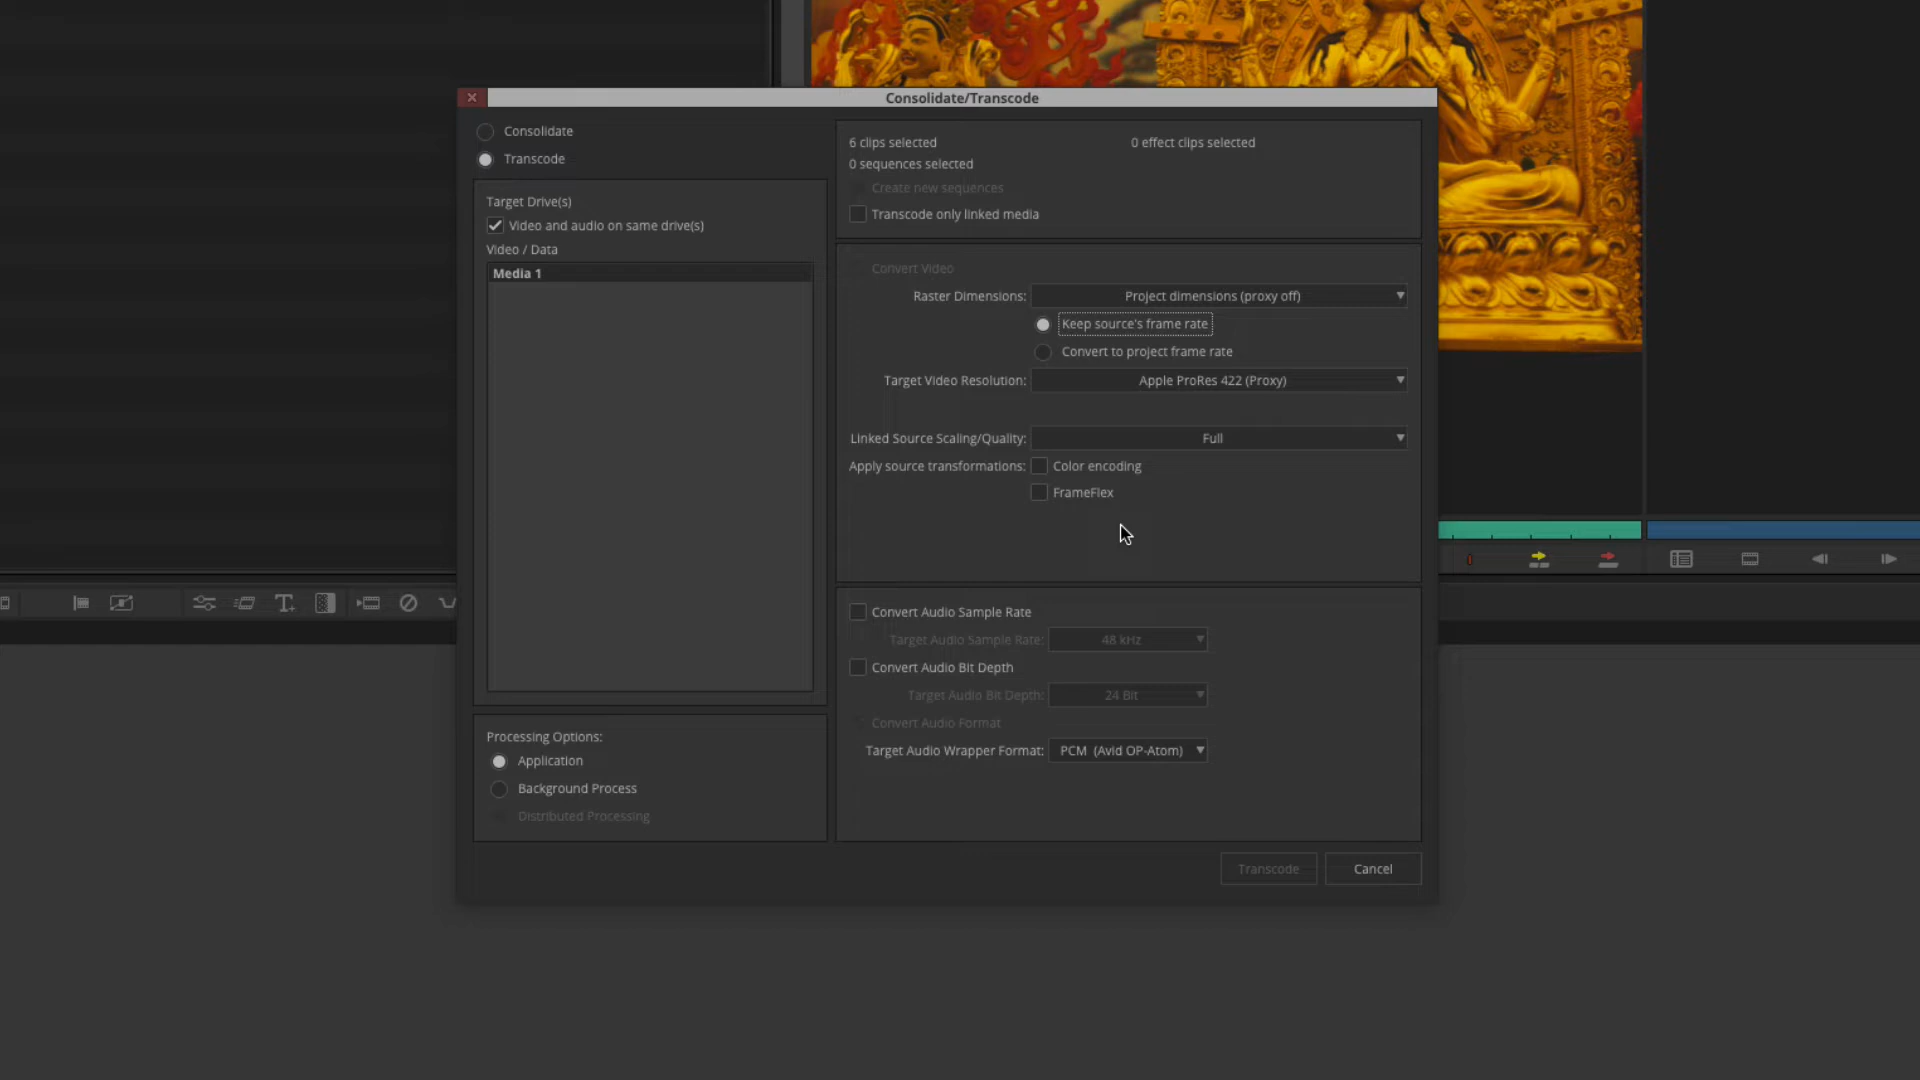 Consolidate/Transcode
Consolidate
Transcode
Target Drive(s)
Video and audio on same drive(s)
Video / Data
Media 1
Processing Options:
Application
Background Process
Distributed Processing
6 clips selected
0 effect clips selected
0 sequences selected
Create new sequences
Transcode only linked media
Convert Video
Raster Dimensions: Project dimensions (proxy off)
Keep source's frame rate
Convert to project frame rate
Target Video Resolution: Apple ProRes 422 (Proxy)
Linked Source Scaling/Quality: Full
Apply source transformations: Color encoding
FrameFlex
Convert Audio Sample Rate
Target Audio Sample Rate: 48 kHz
Convert Audio Bit Depth
Target Audio Bit Depth: 24 Bit
Convert Audio Format
Target Audio Wrapper Format: PCM (Avid OP-Atom)
Transcode
Cancel